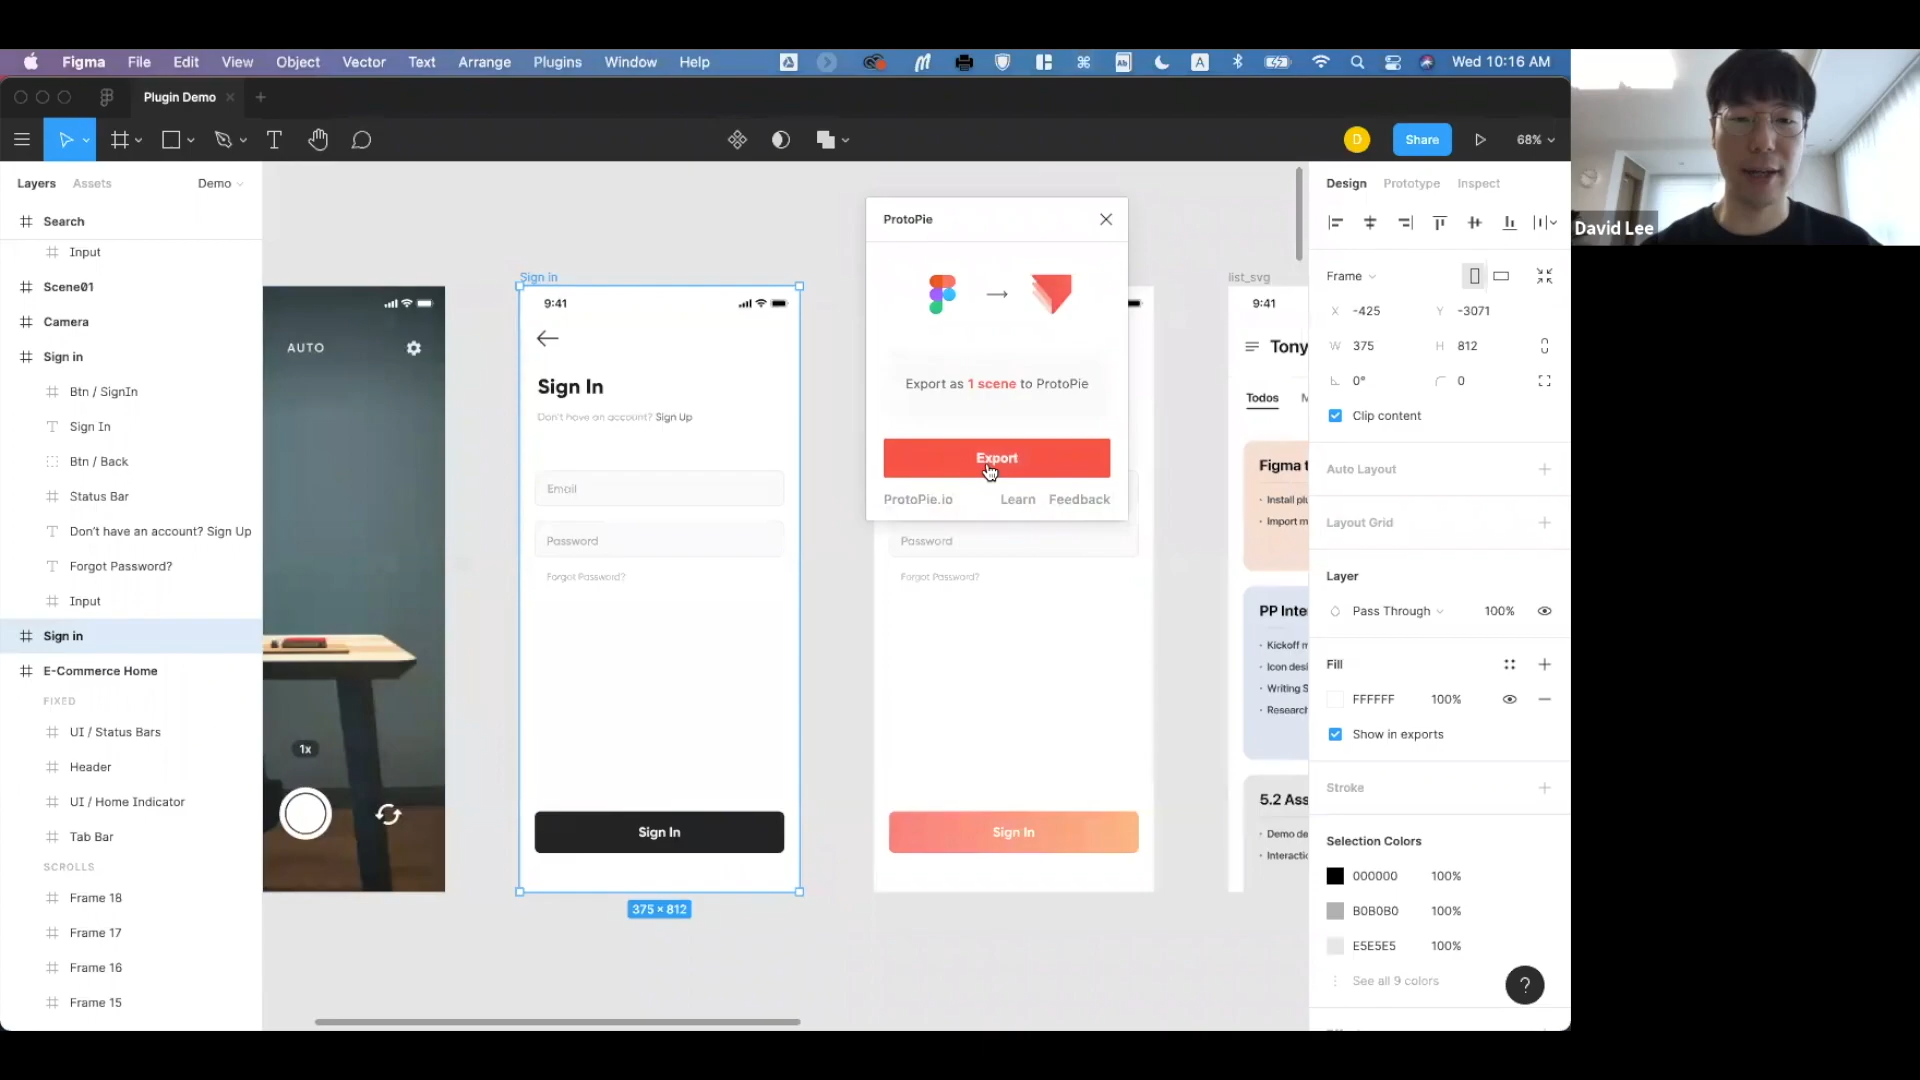 Figma File Edit View Object Vector Text Arrange Plugins Window Help Wed 10:16 AM
Plugin Demo
D Share 68%
Layers Assets Demo
Search
Input
Scene01
Camera
Sign in
Btn / SignIn
Sign In
Btn / Back
Status Bar
Don't have an account? Sign Up
Forgot Password?
Input
Sign in
E-Commerce Home
FIXED
UI / Status Bars
Header
UI / Home Indicator
Tab Bar
SCROLLS
Frame 18
Frame 17
Frame 16
Frame 15
AUTO
1x
Sign in
9:41
Sign In
Don't have an account? Sign Up
Email
Password
Forgot Password?
Sign In
375 × 812
ProtoPie
Export as 1 scene to ProtoPie
Export
ProtoPie.io Learn Feedback
Password
Forgot Password?
Sign In
list_svg
9:41
Tony
Todos M
Figma t
· Install plu
· Import m
PP Inte
· Kickoff m
· Icon desi
· Writing S
· Research
5.2 Ass
· Demo de
· Interactio
Design Prototype Inspect
Frame
X -425 Y -3071
W 375 H 812
0° 0
Clip content
Auto Layout
Layout Grid
Layer
Pass Through 100%
Fill
FFFFFF 100%
Show in exports
Stroke
Selection Colors
000000 100%
B0B0B0 100%
E5E5E5 100%
See all 9 colors
?
David Lee